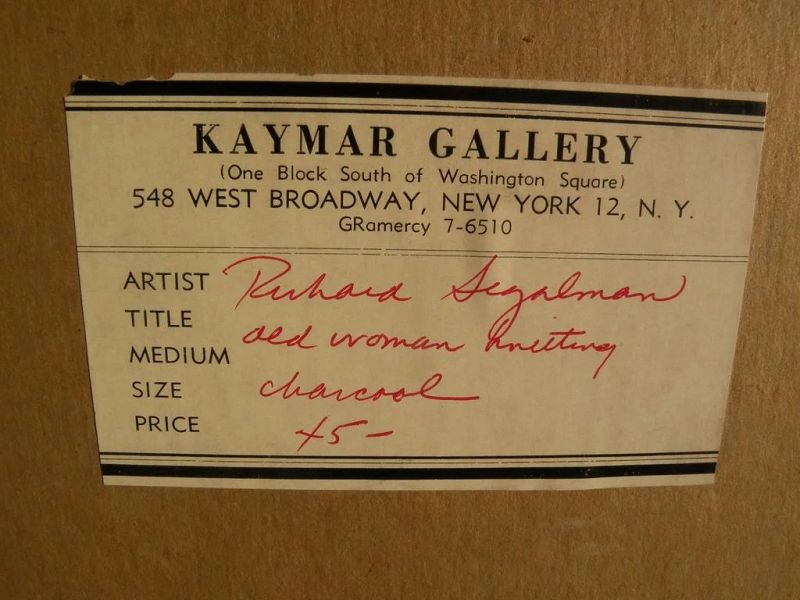 KAYMAR GALLERY
(One Block South of Washington Square)
548 WEST BROADWAY, NEW YORK 12, N. Y.
GRamercy 7-6510
ARTIST Richard Segalman
TITLE old woman knitting
MEDIUM charcoal
SIZE
PRICE 45-